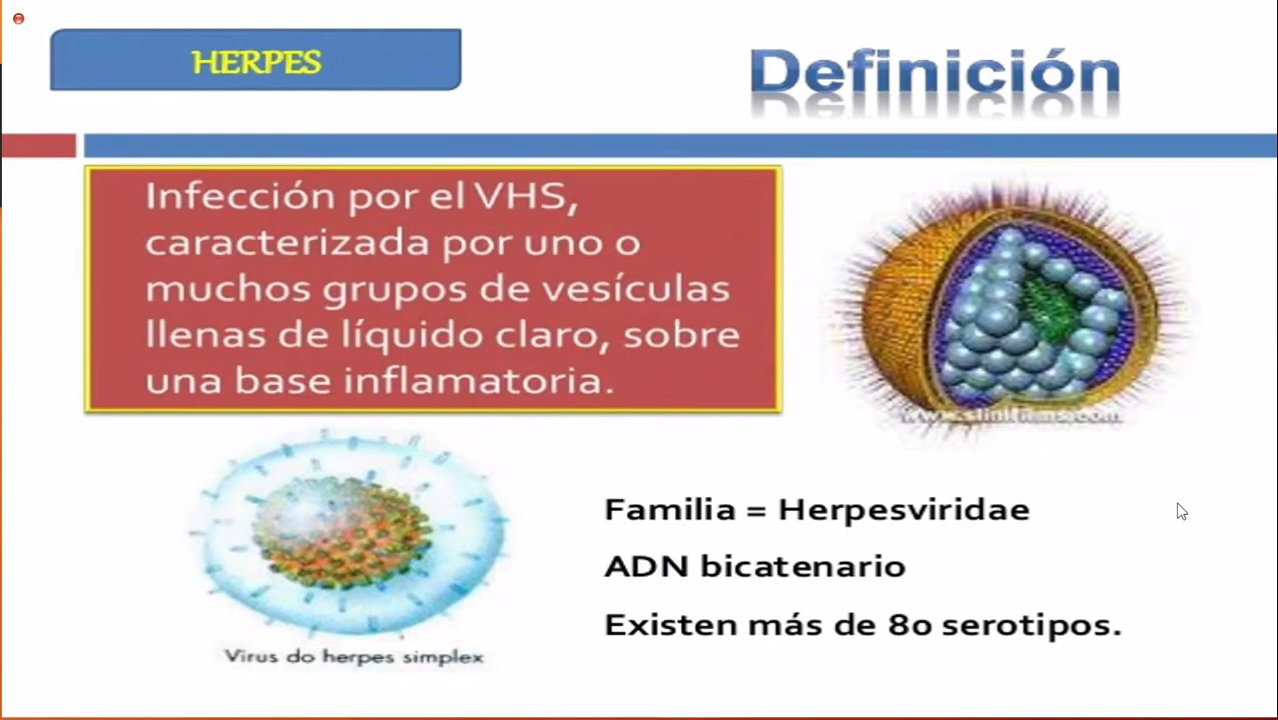 HERPES
Definición
Infección por el VHS,
caracterizada por uno o
muchos grupos de vesículas
llenas de líquido claro, sobre
una base inflamatoria.
Familia = Herpesviridae
ADN bicatenario
Existen más de 80 serotipos.
Virus do herpes simplex